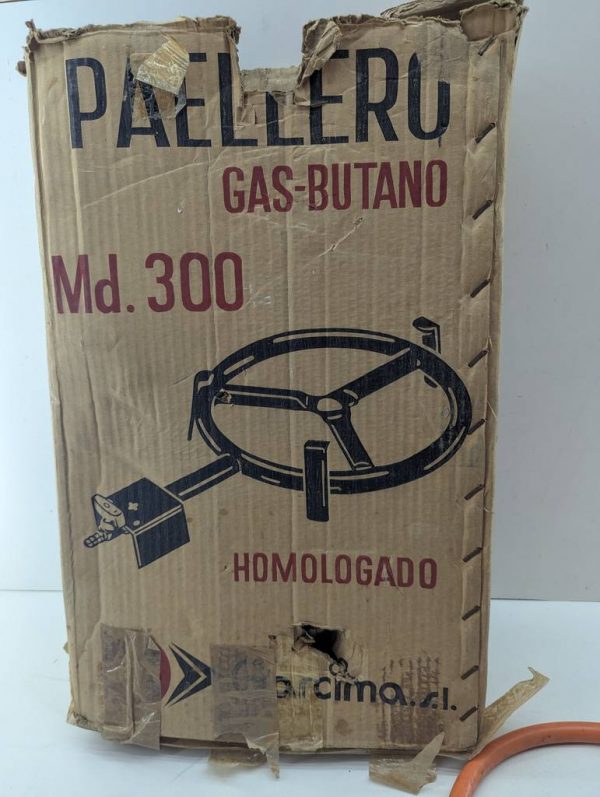 PAELLERO
GAS-BUTANO
Md. 300
HOMOLOGADO